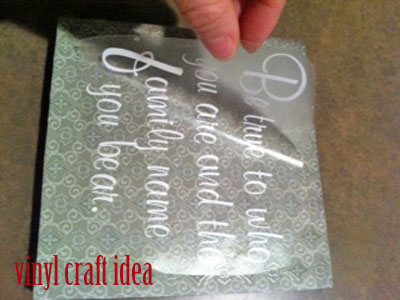 Be true to who
you are and the
family name
you bear.
vinyl craft idea